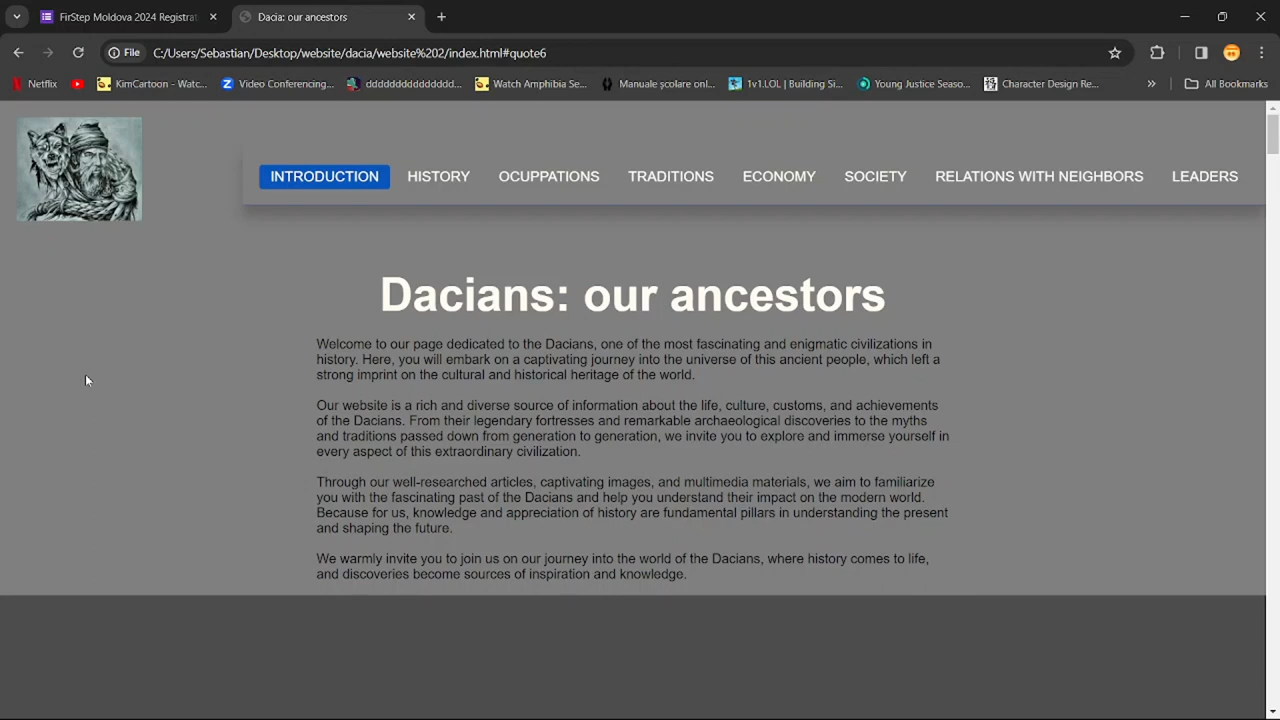 FirStep Moldova 2024 Registrat
Dacia: our ancestors
File
C:/Users/Sebastian/Desktop/website/dacia/website%202/index.html#quote6
Netflix
KimCartoon - Watc...
Video Conferencing...
ddddddddddddddd...
Watch Amphibia Se...
Manuale școlare onl...
1v1.LOL | Building Si...
Young Justice Seaso...
Character Design Re...
All Bookmarks
INTRODUCTION
HISTORY
OCUPPATIONS
TRADITIONS
ECONOMY
SOCIETY
RELATIONS WITH NEIGHBORS
LEADERS
Dacians: our ancestors
Welcome to our page dedicated to the Dacians, one of the most fascinating and enigmatic civilizations in
history. Here, you will embark on a captivating journey into the universe of this ancient people, which left a
strong imprint on the cultural and historical heritage of the world.
Our website is a rich and diverse source of information about the life, culture, customs, and achievements
of the Dacians. From their legendary fortresses and remarkable archaeological discoveries to the myths
and traditions passed down from generation to generation, we invite you to explore and immerse yourself in
every aspect of this extraordinary civilization.
Through our well-researched articles, captivating images, and multimedia materials, we aim to familiarize
you with the fascinating past of the Dacians and help you understand their impact on the modern world.
Because for us, knowledge and appreciation of history are fundamental pillars in understanding the present
and shaping the future.
We warmly invite you to join us on our journey into the world of the Dacians, where history comes to life,
and discoveries become sources of inspiration and knowledge.